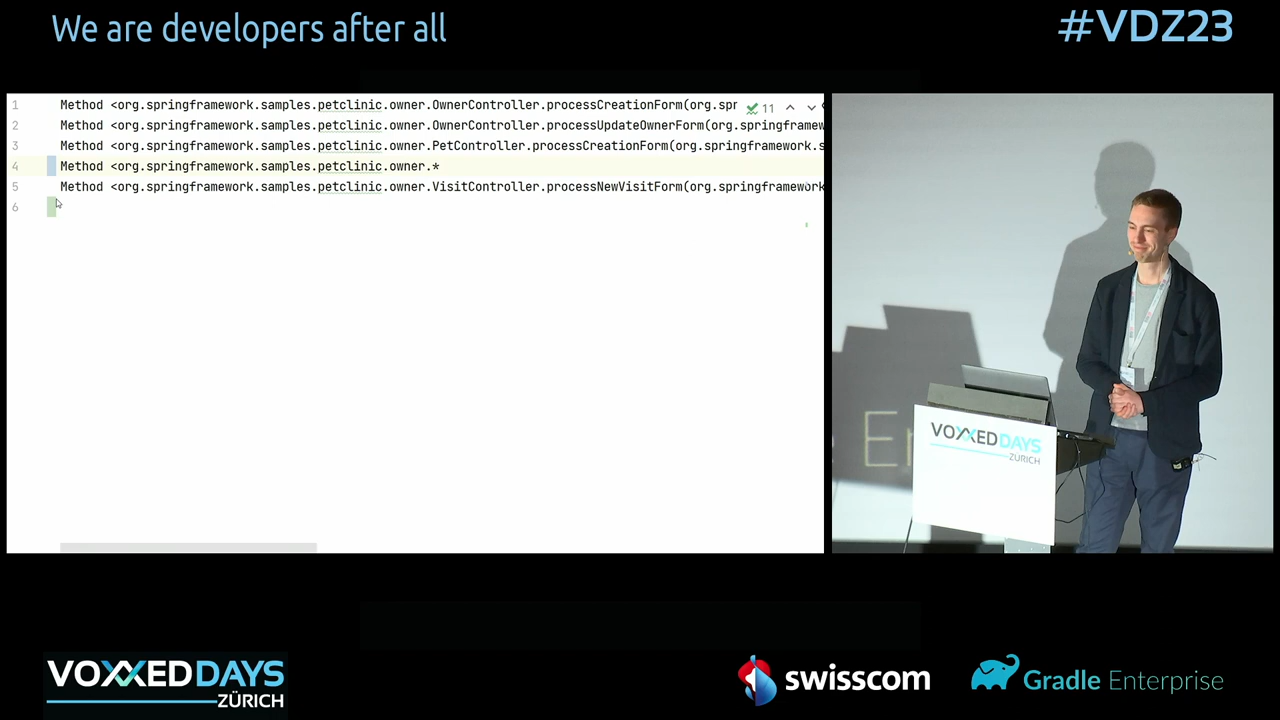 We are developers after all
#VDZ23
1 Method <org.springframework.samples.petclinic.owner.OwnerController.processCreationForm(org.spr
11
2 Method <org.springframework.samples.petclinic.owner.OwnerController.processUpdateOwnerForm(org.springframew
3 Method <org.springframework.samples.petclinic.owner.PetController.processCreationForm(org.springframework.s
4 Method <org.springframework.samples.petclinic.owner.*
5 Method <org.springframework.samples.petclinic.owner.VisitController.processNewVisitForm(org.springframework
6
E
VOXXED DAYS
ZÜRICH
VOXXED DAYS
ZÜRICH
swisscom
Gradle Enterprise